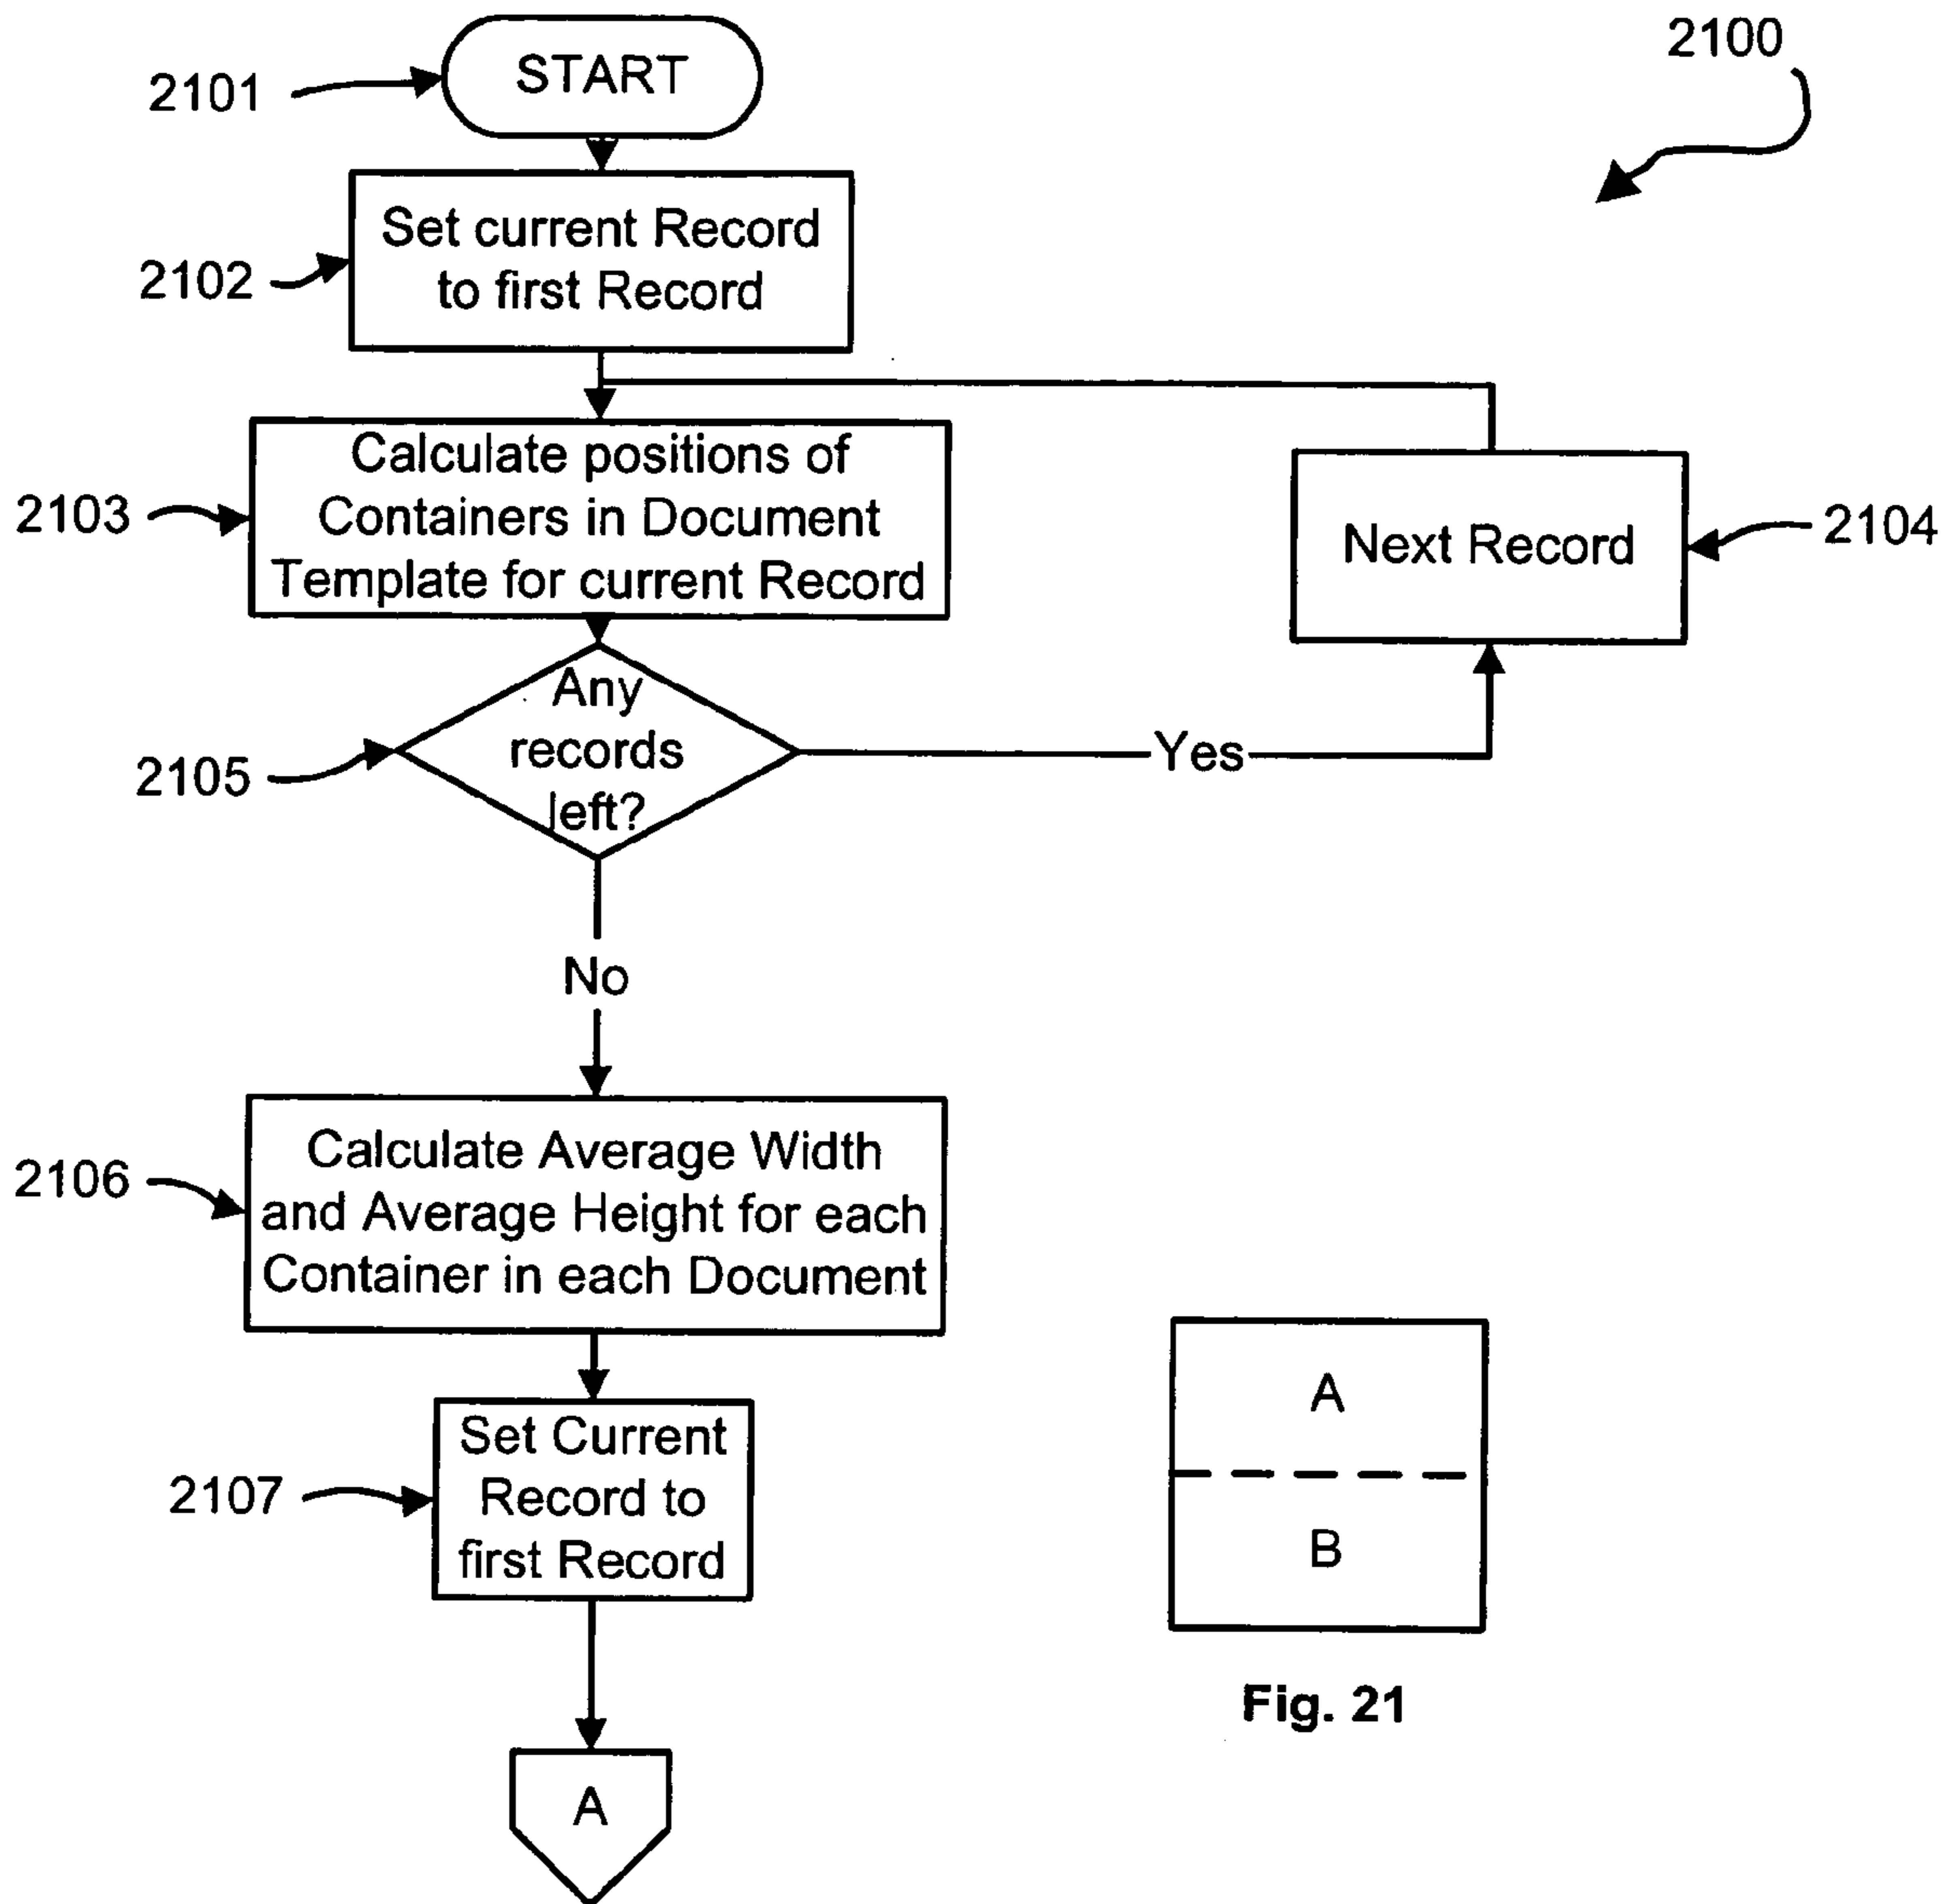 2100
2101
START
2102
Set current Record
to first Record
2103
Calculate positions of
Containers in Document
Template for current Record
Next Record
2104
2105
Any
records
left?
Yes
No
2106
Calculate Average Width
and Average Height for each
Container in each Document
2107
Set Current
Record to
first Record
A
A
B
Fig. 21